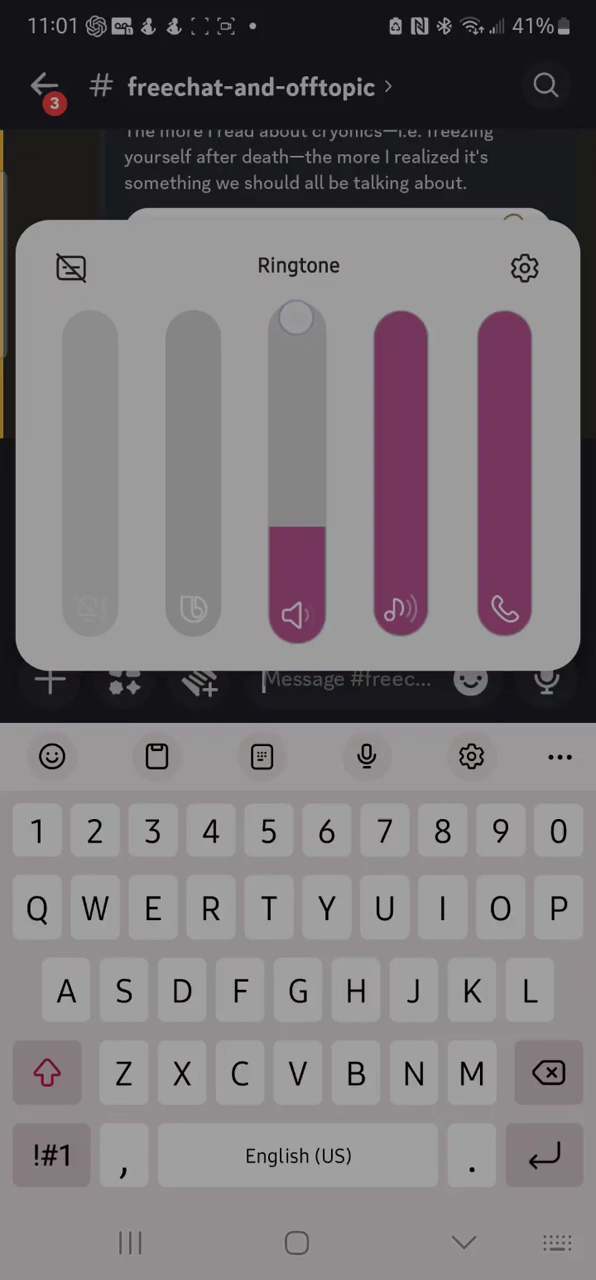 11:01
41%
3
# freechat-and-offtopic
The more I read about cryonics—i.e. freezing
yourself after death—the more I realized it's
something we should all be talking about.
Ringtone
Message #freec...
1 2 3 4 5 6 7 8 9 0
Q W E R T Y U I O P
A S D F G H J K L
Z X C V B N M
!#1 , English (US) .